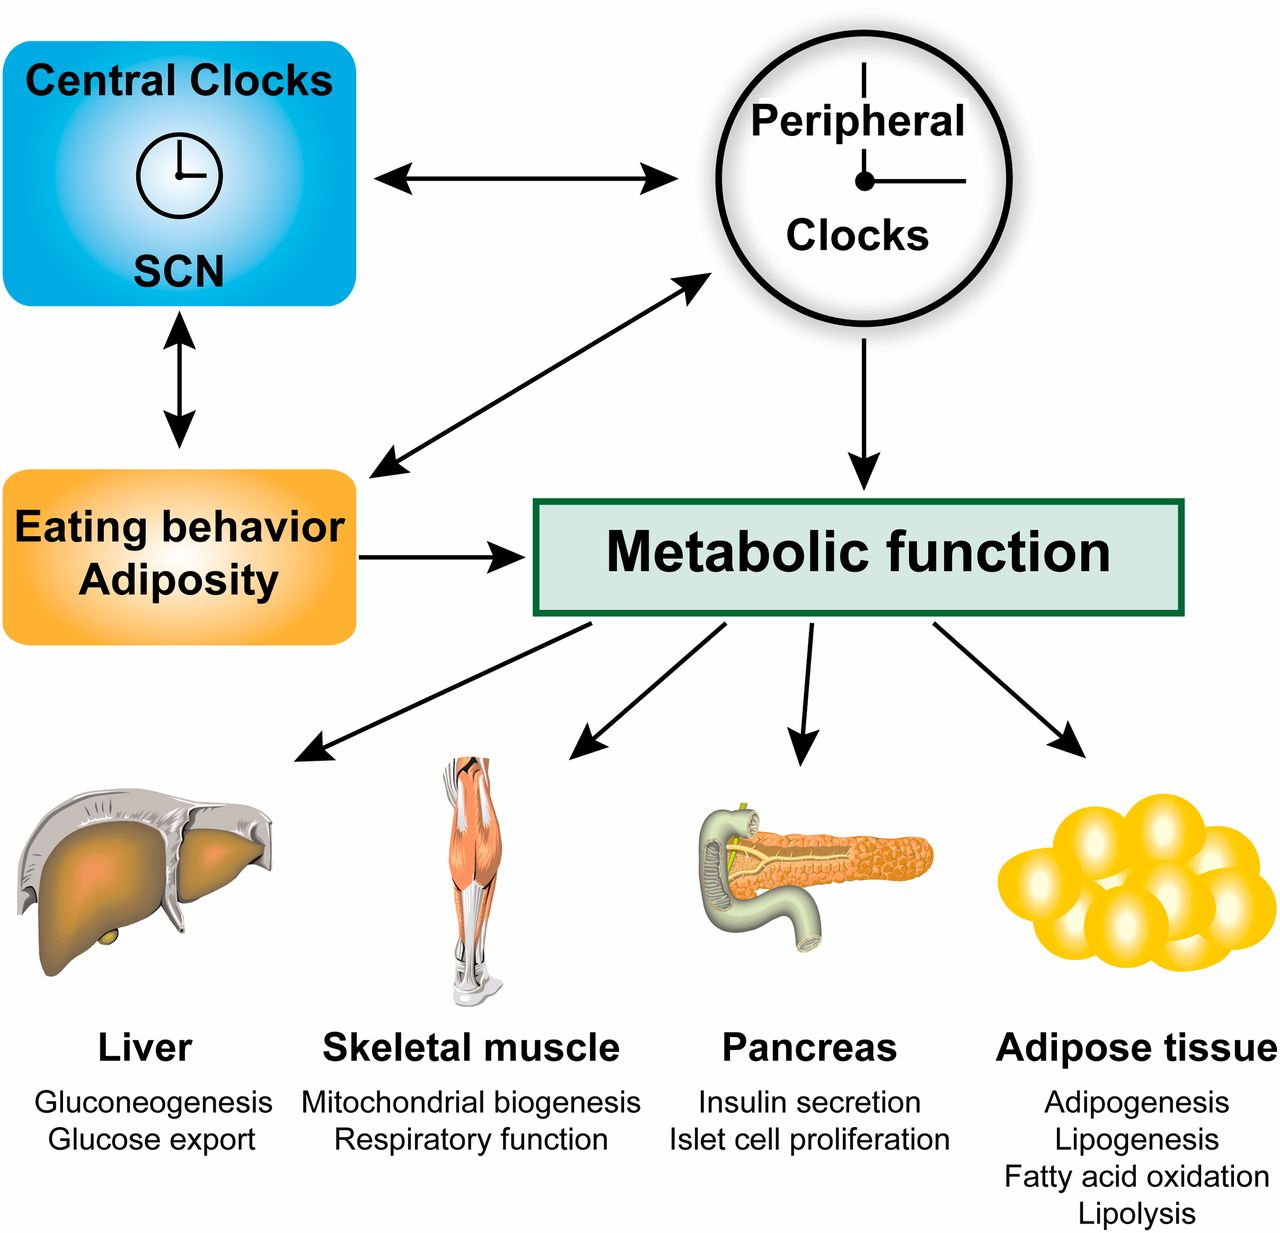 Central Clocks
SCN
Peripheral
Clocks
Eating behavior
Adiposity
Metabolic function
Liver
Gluconeogenesis
Glucose export
Skeletal muscle
Mitochondrial biogenesis
Respiratory function
Pancreas
Insulin secretion
Islet cell proliferation
Adipose tissue
Adipogenesis
Lipogenesis
Fatty acid oxidation
Lipolysis